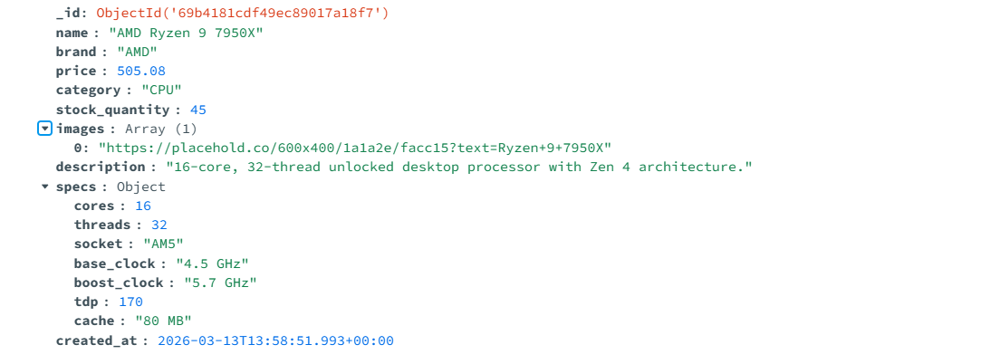 _id: ObjectId('69b4181cdf49ec89017a18f7')
name : "AMD Ryzen 9 7950X"
brand : "AMD"
price : 505.08
category : "CPU"
stock_quantity : 45
images : Array (1)
0: "https://placehold.co/600x400/1a1a2e/facc15?text=Ryzen+9+7950X"
description : "16-core, 32-thread unlocked desktop processor with Zen 4 architecture."
specs : Object
cores : 16
threads : 32
socket : "AM5"
base_clock : "4.5 GHz"
boost_clock : "5.7 GHz"
tdp : 170
cache : "80 MB"
created_at : 2026-03-13T13:58:51.993+00:00